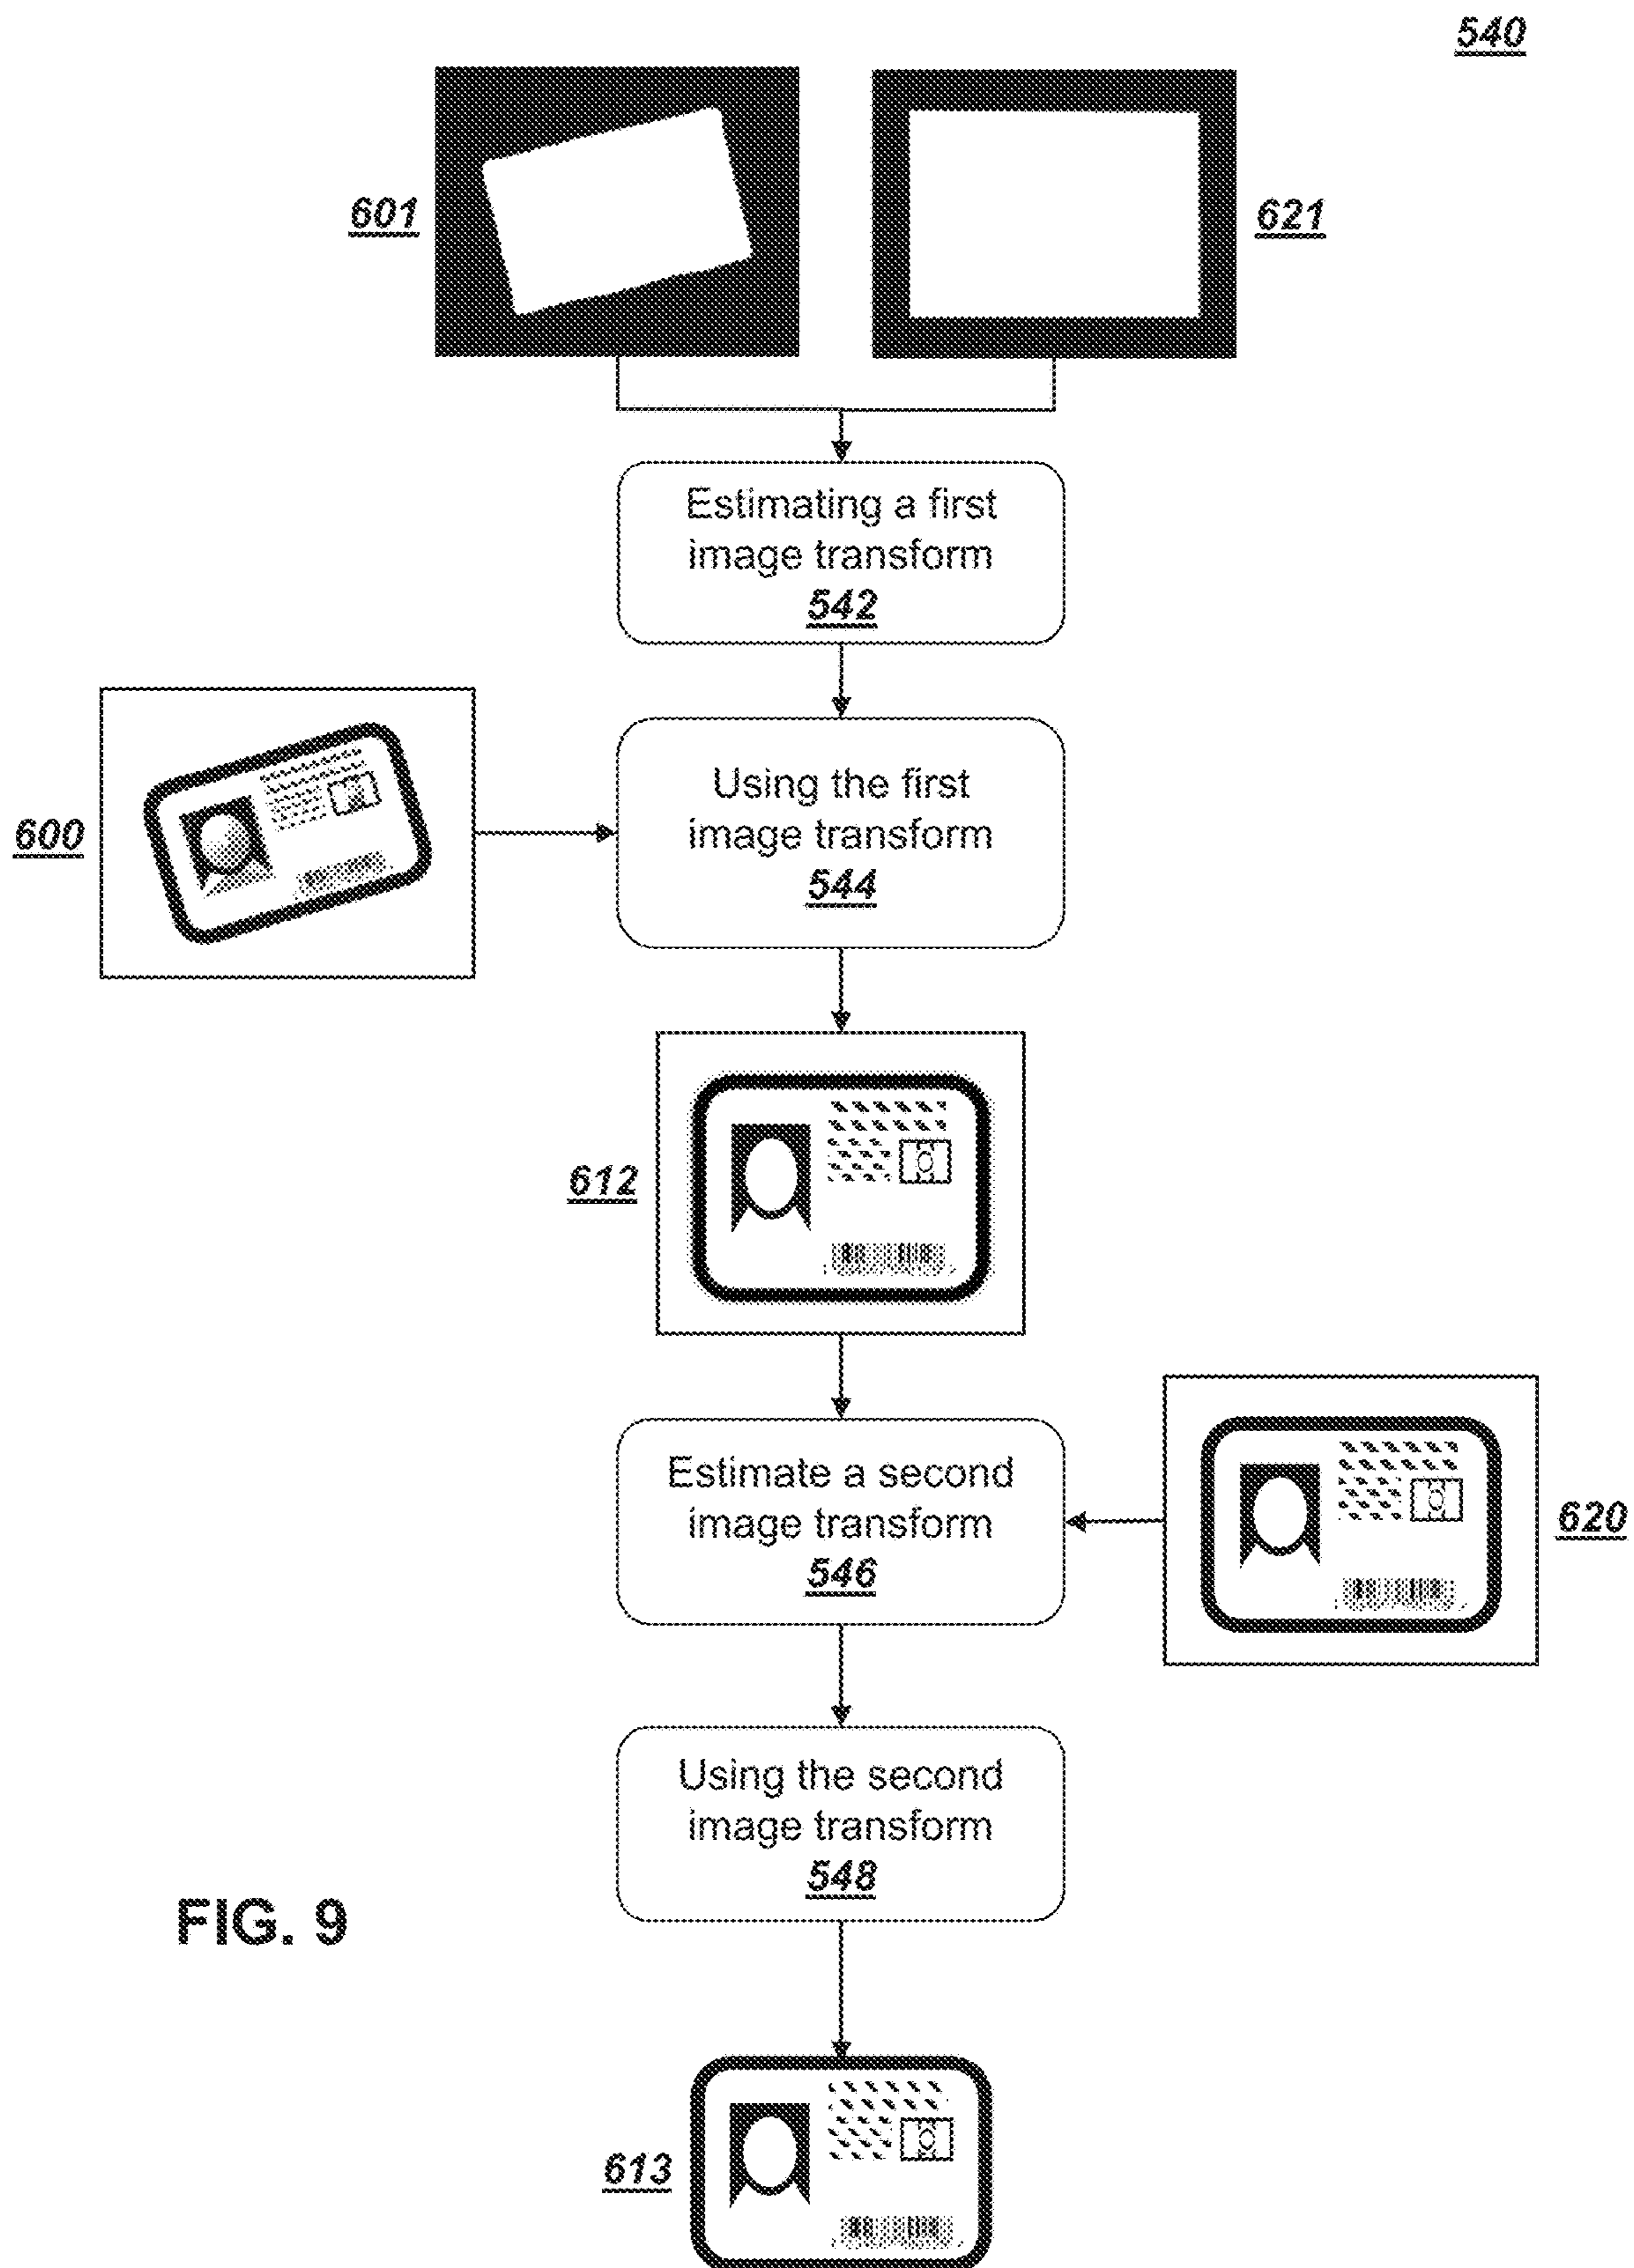 540
601
621
Estimating a first
image transform
542
600
Using the first
image transform
544
612
Estimate a second
image transform
546
620
Using the second
image transform
548
FIG. 9
613